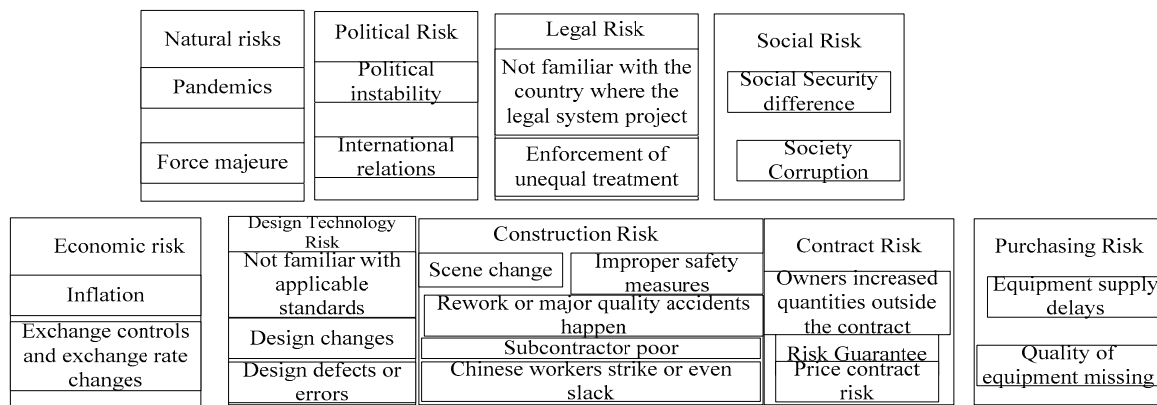 Natural risks
Pandemics
Force majeure
Political Risk
Political
instability
International
relations
Legal Risk
Not familiar with the
country where the
legal system project
Enforcement of
unequal treatment
Social Risk
Social Security
difference
Society
Corruption
Economic risk
Inflation
Exchange controls
and exchange rate
changes
Design Technology
Risk
Not familiar with
applicable
standards
Design changes
Design defects or
errors
Construction Risk
Scene change
Improper safety
measures
Rework or major quality accidents
happen
Subcontractor poor
Chinese workers strike or even
slack
Contract Risk
Owners increased
quantities outside
the contract
Risk Guarantee
Price contract
risk
Purchasing Risk
Equipment supply
delays
Quality of
equipment missing